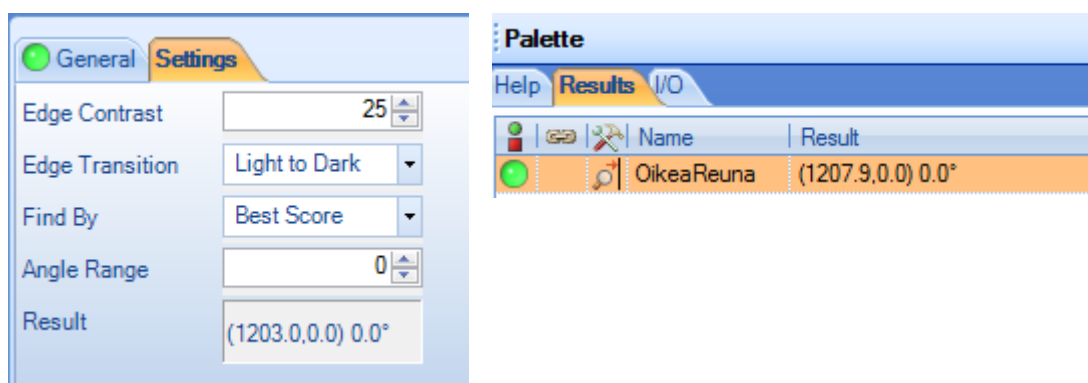 General Settings
Edge Contrast 25
Edge Transition Light to Dark
Find By Best Score
Angle Range 0
Result (1203.0,0.0) 0.0°
Palette
Help Results I/O
Name Result
OikeaReuna (1207.9,0.0) 0.0°